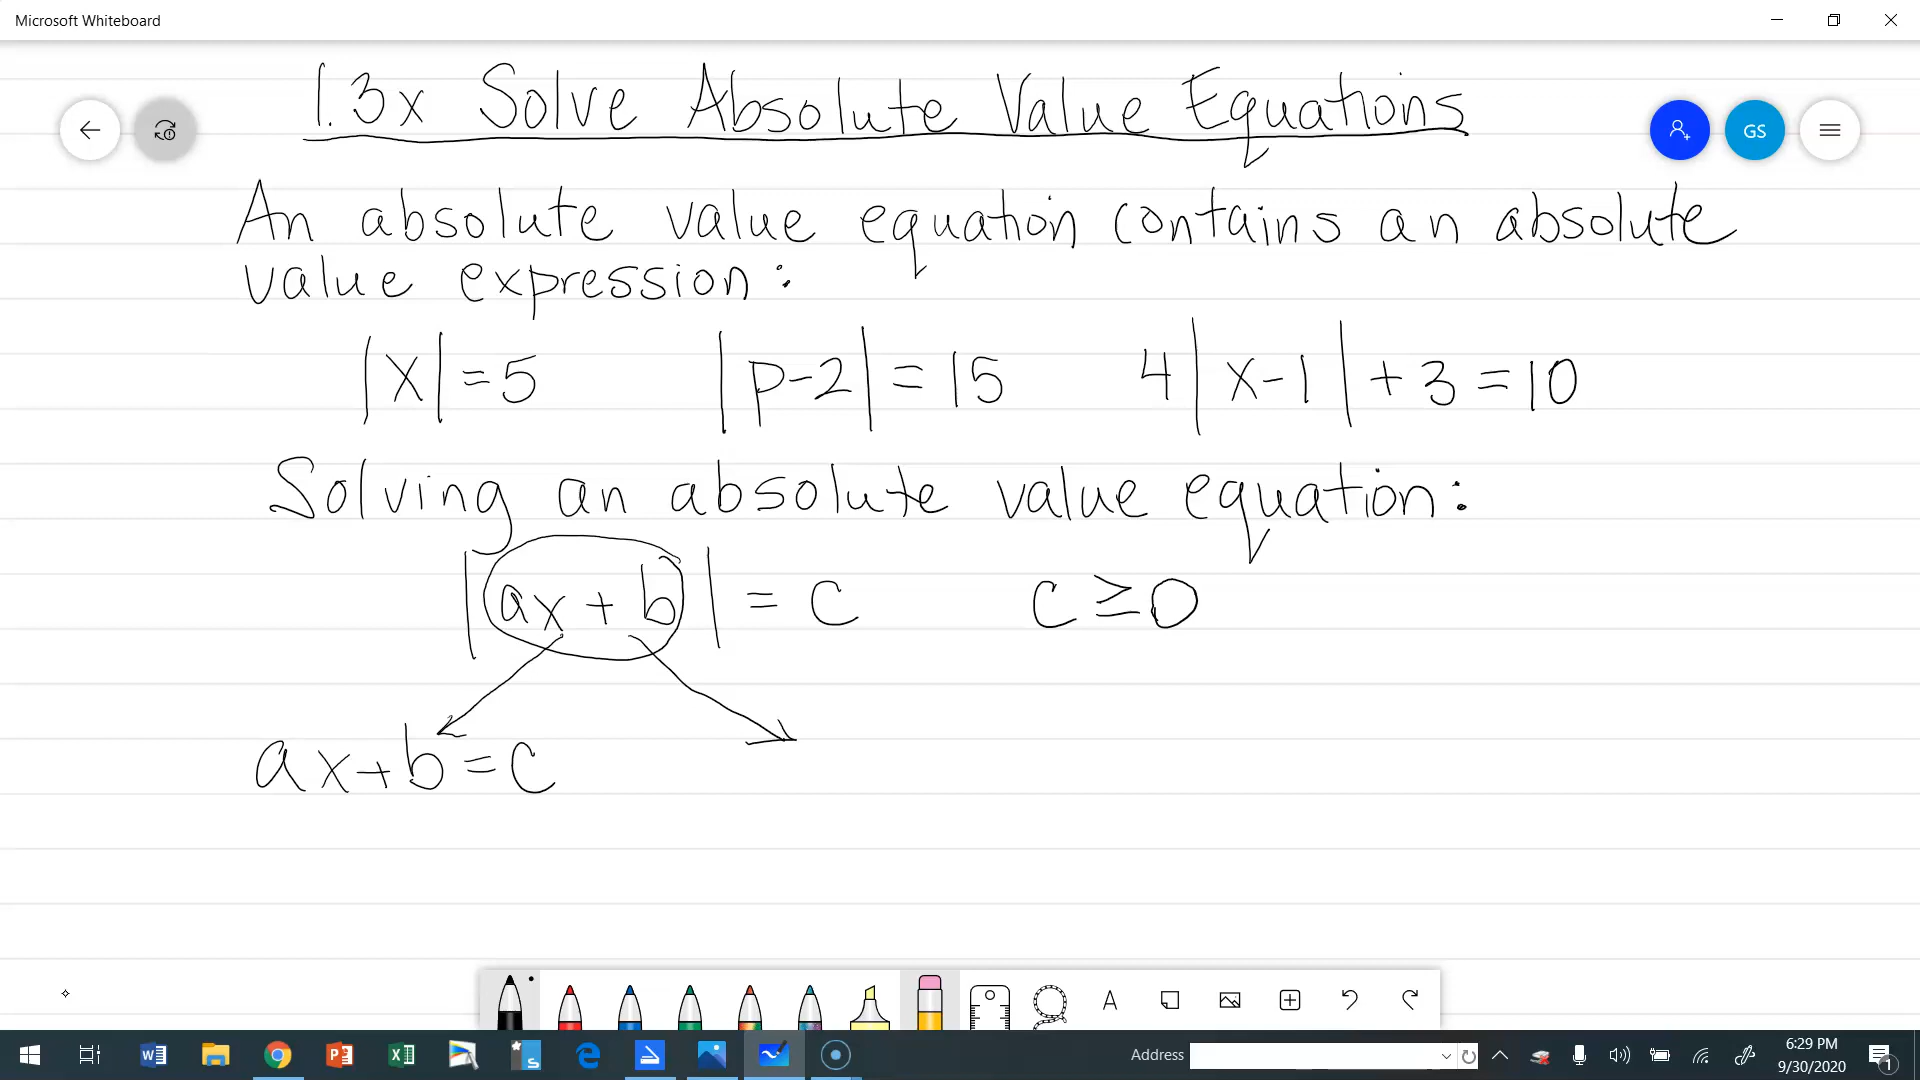 Microsoft Whiteboard
1.3x Solve Absolute Value Equations
GS
An absolute value equation contains an absolute
value expression:
|x| = 5 |p-2| = 15 4|x-1| + 3 = 10
Solving an absolute value equation:
|ax + b| = c c ≥ 0
ax+b=c
A
Address
6:29 PM
9/30/2020
1